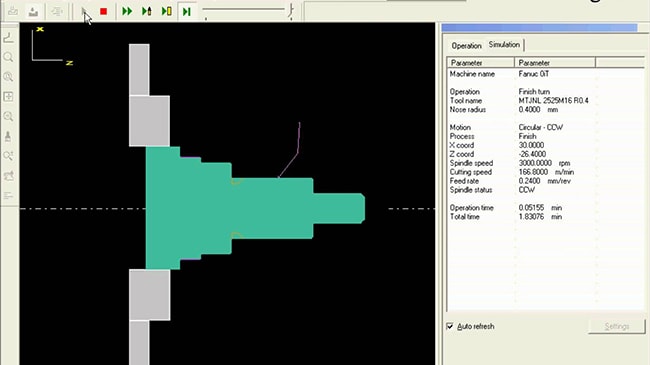 X
Z
Operation Simulation
Parameter Parameter
Machine name Fanuc 0iT
Operation Finish turn
Tool name MTJNL 2525M16 R0.4
Nose radius 0.4000 mm
Motion Circular - CCW
Process Finish
X coord 30.0000
Z coord -26.4000
Spindle speed 3000.0000 rpm
Cutting speed 166.8000 m/min
Feed rate 0.2400 mm/rev
Spindle status CCW
Operation time 0.05155 min
Total time 1.83076 min
Auto refresh Settings